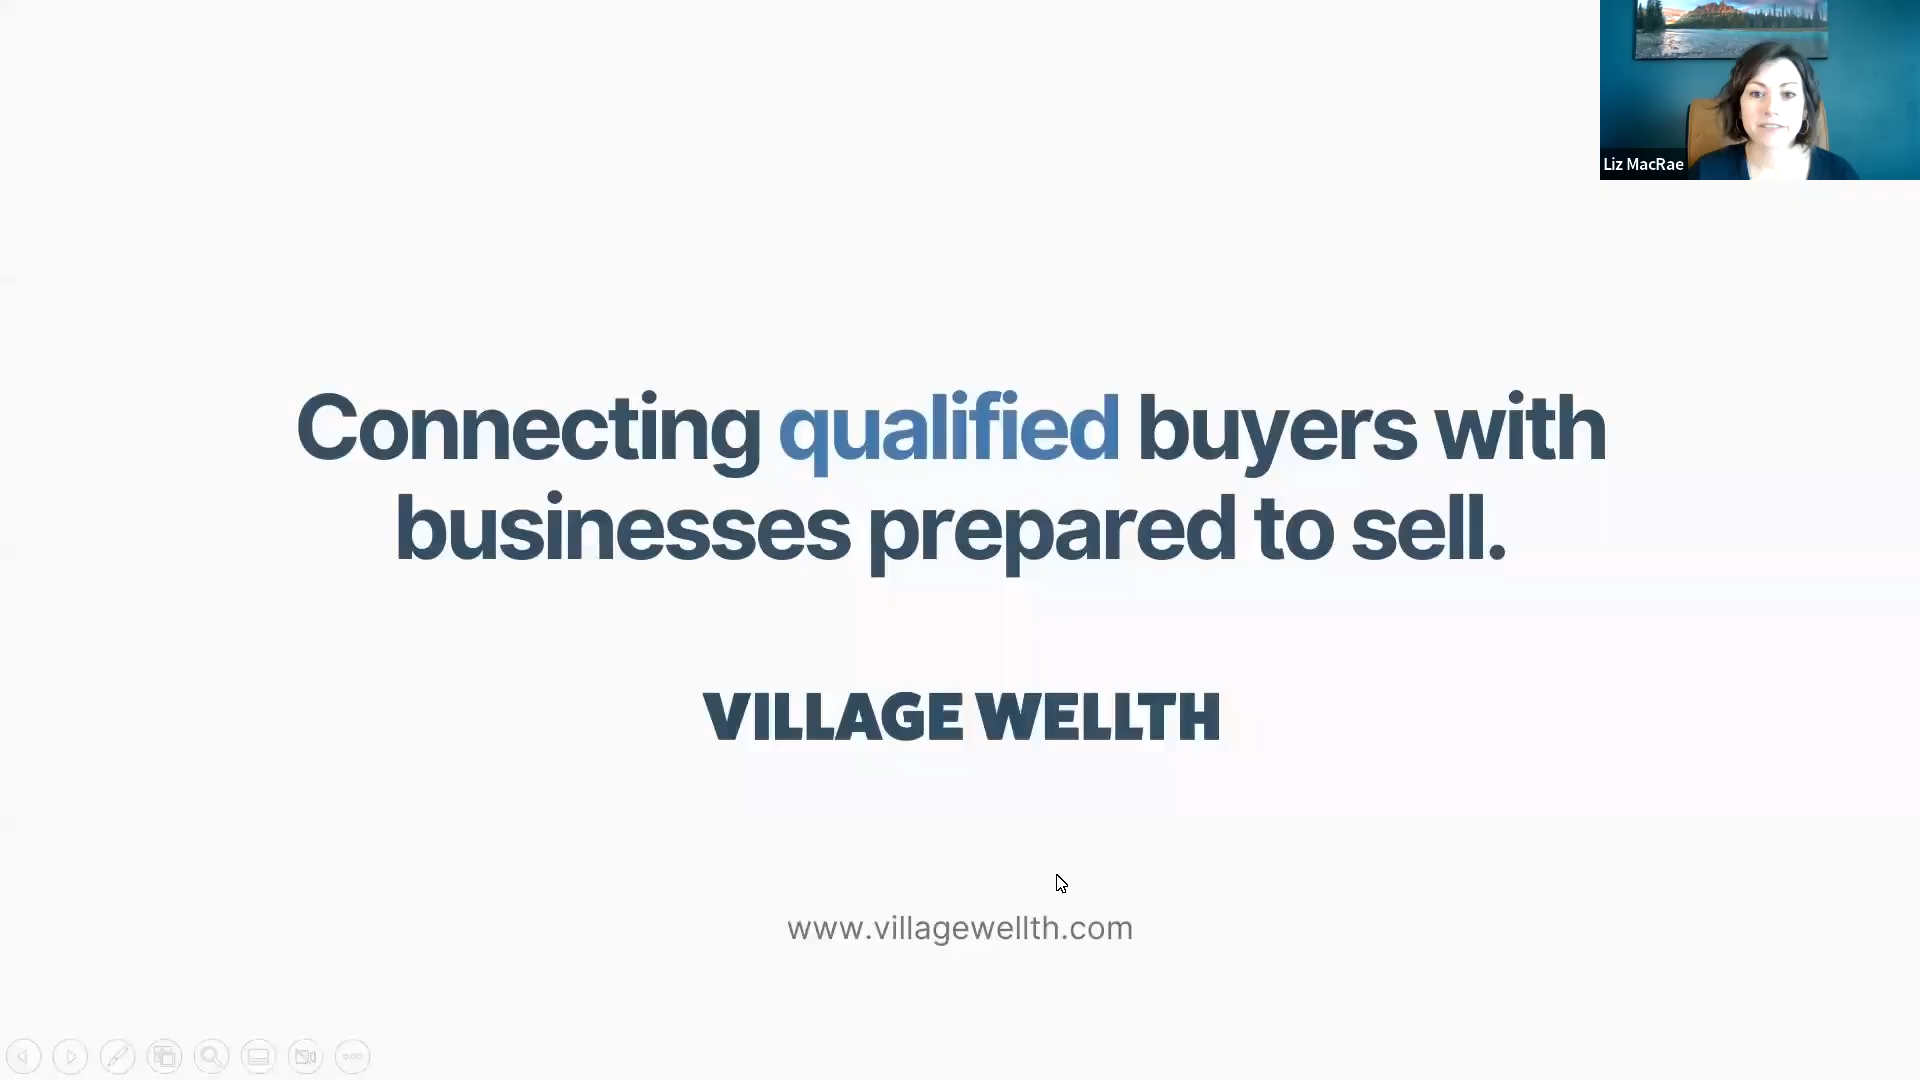 Liz MacRae
Connecting qualified buyers with
businesses prepared to sell.
VILLAGE WELLTH
www.villagewellth.com